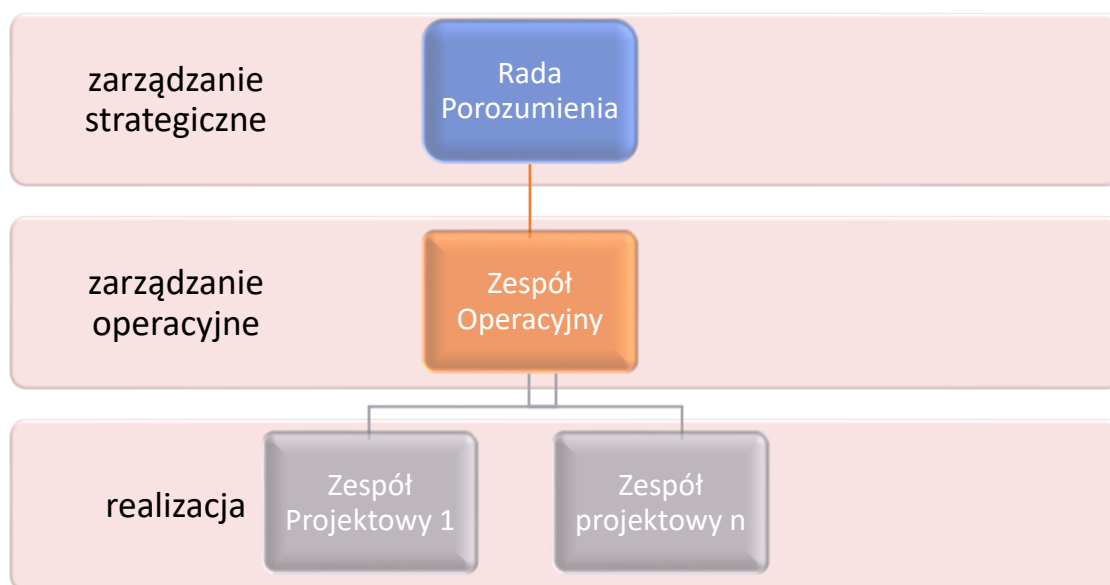 zarządzanie
strategiczne
Rada
Porozumienia
zarządzanie
operacyjne
Zespół
Operacyjny
realizacja
Zespół
Projektowy 1
Zespół
projektowy n